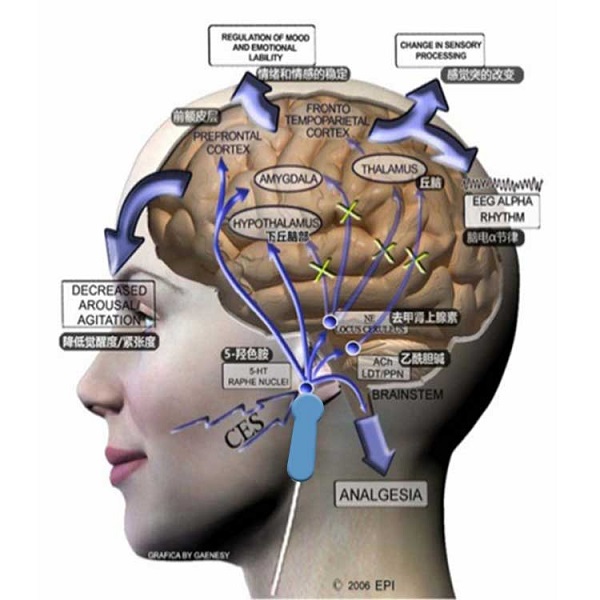 REGULATION OF MOOD
AND EMOTIONAL
LABILITY
情绪和情感的稳定
CHANGE IN SENSORY
PROCESSING
感觉突的改变
前额皮层
PREFRONTAL
CORTEX
FRONTO
TEMPOPARIETAL
CORTEX
AMYGDALA
THALAMUS
丘脑
HYPOTHALAMUS
下丘脑部
EEG ALPHA
RHYTHM
脑电α节律
DECREASED
AROUSAL/
AGITATION
降低觉醒度/紧张度
NE
LOCUS CERULEUS
去甲肾上腺素
5-羟色胺
5-HT
RAPHE NUCLEI
ACh
LDT/PPN
乙酰胆碱
BRAINSTEM
CES
ANALGESIA
GRAFICA BY GAENESY
© 2006 EPI